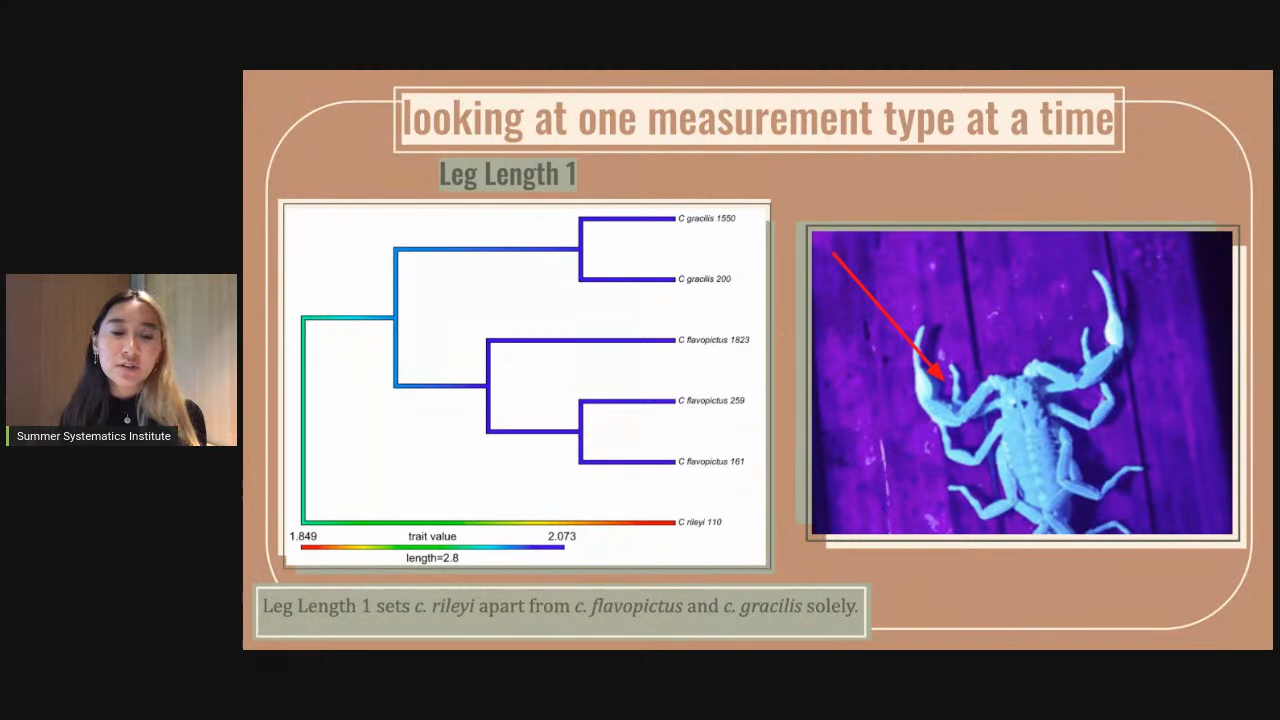 looking at one measurement type at a time
Leg Length 1
C gracilis 1550
C gracilis 200
C flavopictus 1823
C flavopictus 259
C flavopictus 161
C rileyi 110
1.849 trait value 2.073
length=2.8
Leg Length 1 sets c. rileyi apart from c. flavopictus and c. gracilis solely.
Summer Systematics Institute